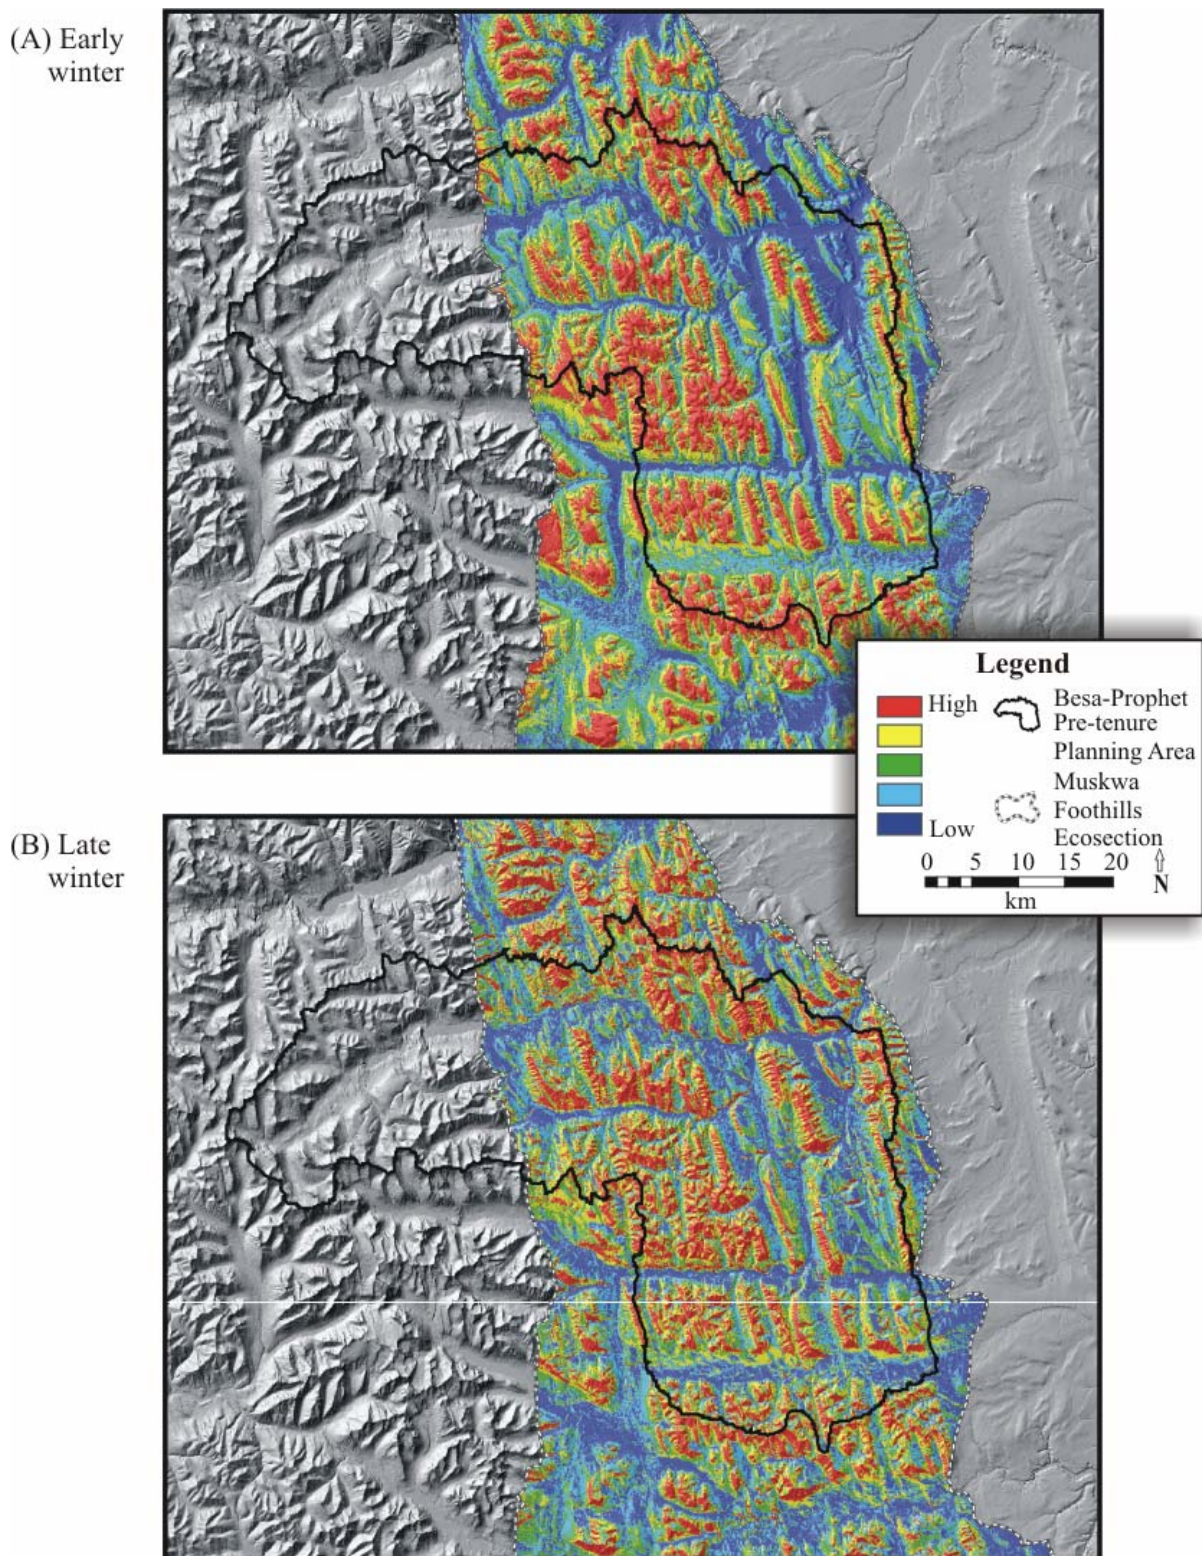 (A) Early
winter
Legend
High
Low
Besa-Prophet
Pre-tenure
Planning Area
Muskwa
Foothills
Ecosection
0 5 10 15 20
km
N
(B) Late
winter